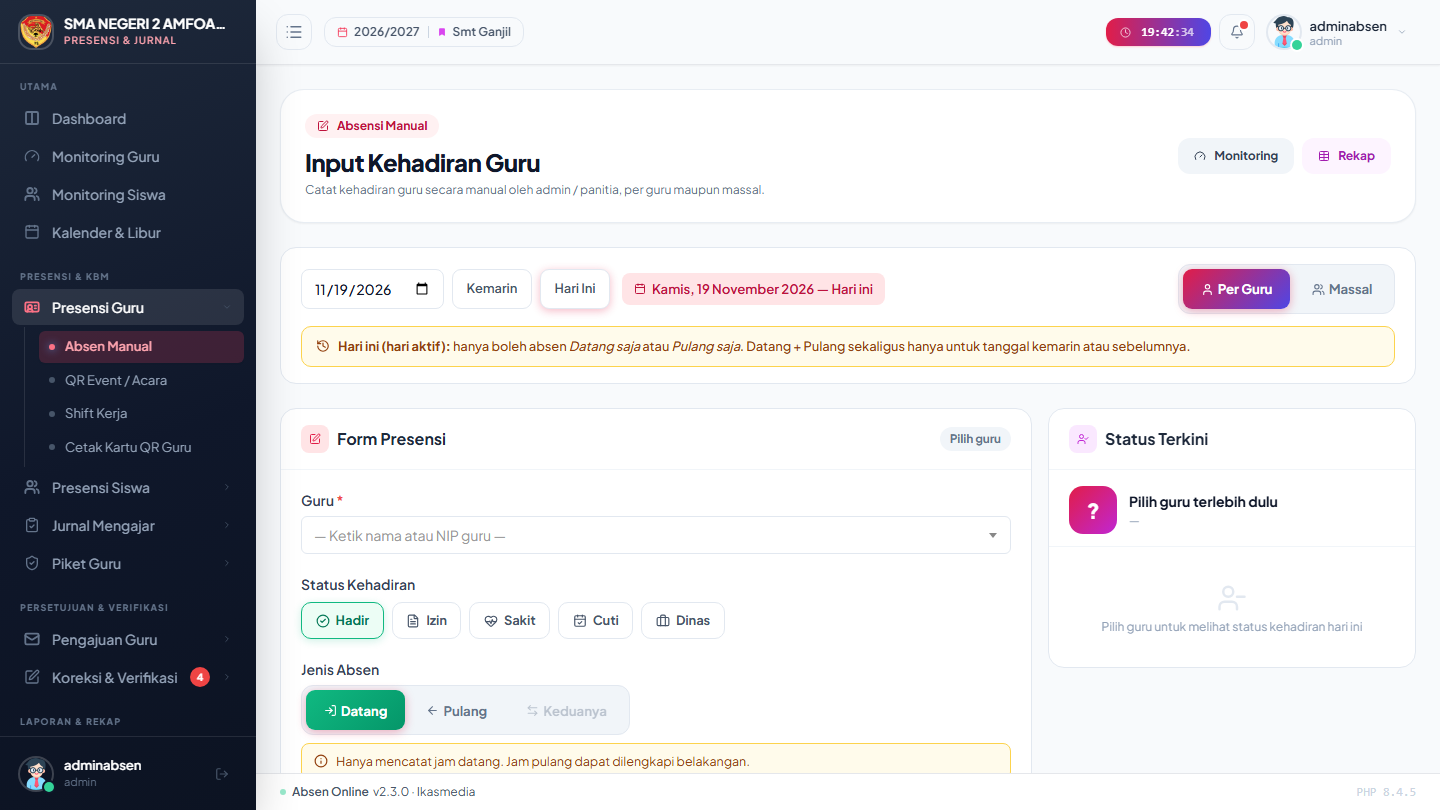 SMA NEGERI 2 AMFOA...
PRESENSI & JURNAL
UTAMA
Dashboard
Monitoring Guru
Monitoring Siswa
Kalender & Libur
PRESENSI & KBM
Presensi Guru
Absen Manual
QR Event / Acara
Shift Kerja
Cetak Kartu QR Guru
Presensi Siswa
Jurnal Mengajar
Piket Guru
PERSETUJUAN & VERIFIKASI
Pengajuan Guru
Koreksi & Verifikasi 4
LAPORAN & REKAP
adminabsen
admin
2026/2027 Smt Ganjil
19:42:34
adminabsen
admin
Absensi Manual
Input Kehadiran Guru
Catat kehadiran guru secara manual oleh admin / panitia, per guru maupun massal.
Monitoring
Rekap
11/19/2026
Kemarin
Hari Ini
Kamis, 19 November 2026 — Hari ini
Per Guru
Massal
Hari ini (hari aktif): hanya boleh absen Datang saja atau Pulang saja. Datang + Pulang sekaligus hanya untuk tanggal kemarin atau sebelumnya.
Form Presensi
Pilih guru
Guru *
— Ketik nama atau NIP guru —
Status Kehadiran
Hadir
Izin
Sakit
Cuti
Dinas
Jenis Absen
Datang
Pulang
Keduanya
Hanya mencatat jam datang. Jam pulang dapat dilengkapi belakangan.
Status Terkini
?
Pilih guru terlebih dulu
—
Pilih guru untuk melihat status kehadiran hari ini
Absen Online v2.3.0 · Ikasmedia
PHP 8.4.5